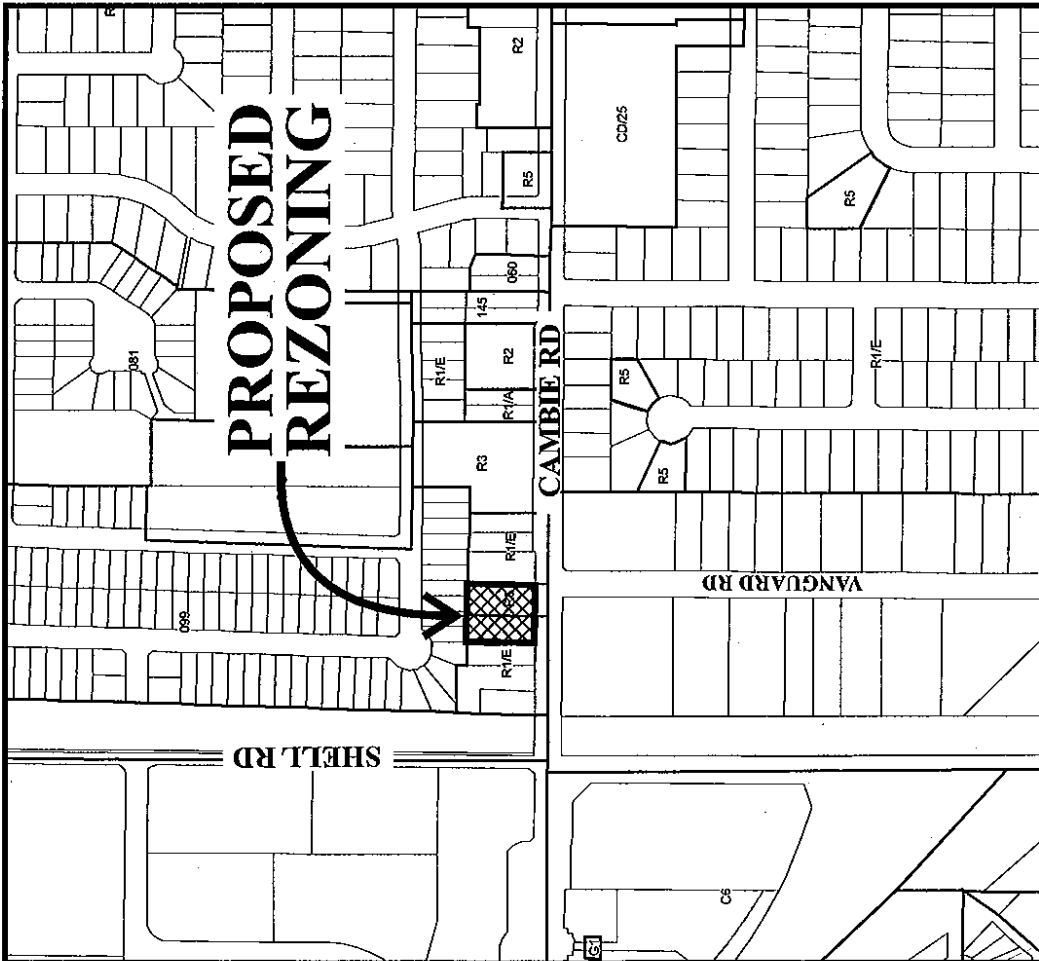 PROPOSED
REZONING
R2
R5
CD/25
R5
060
145
081
R1/E
R2
R1/A
R3
CAMBIE RD
R5
R5
R1/E
R1/E
099
R1/E
VANGUARD RD
SHELL RD
C6
G1